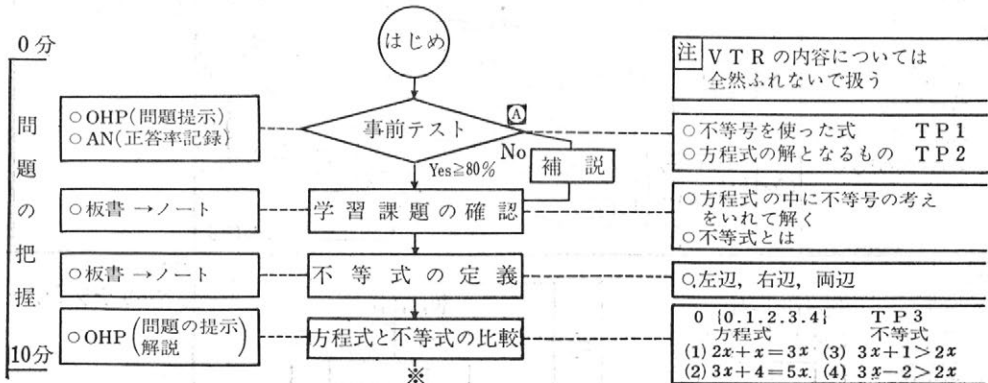 はじめ
0分
注 VTRの内容については
全然ふれないで扱う
問題の把握
○OHP(問題提示)
○AN(正答率記録)
事前テスト
A
No
補説
Yes≧80%
○不等号を使った式 TP1
○方程式の解となるもの TP2
○板書→ノート
学習課題の確認
○方程式の中に不等号の考え
をいれて解く
○不等式とは
○板書→ノート
不等式の定義
○左辺,右辺,両辺
○OHP(問題の提示
解説)
方程式と不等式の比較
0 {0.1.2.3.4} TP3
方程式 不等式
(1) 2x+x=3x (3) 3x+1>2x
(2) 3x+4=5x (4) 3x-2>2x
10分
※